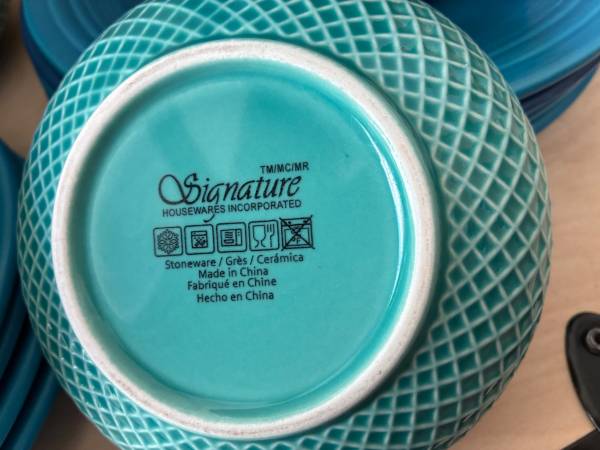 TM/MC/MR
Signature
HOUSEWARES INCORPORATED
Stoneware / Grès / Cerámica
Made in China
Fabriqué en Chine
Hecho en China